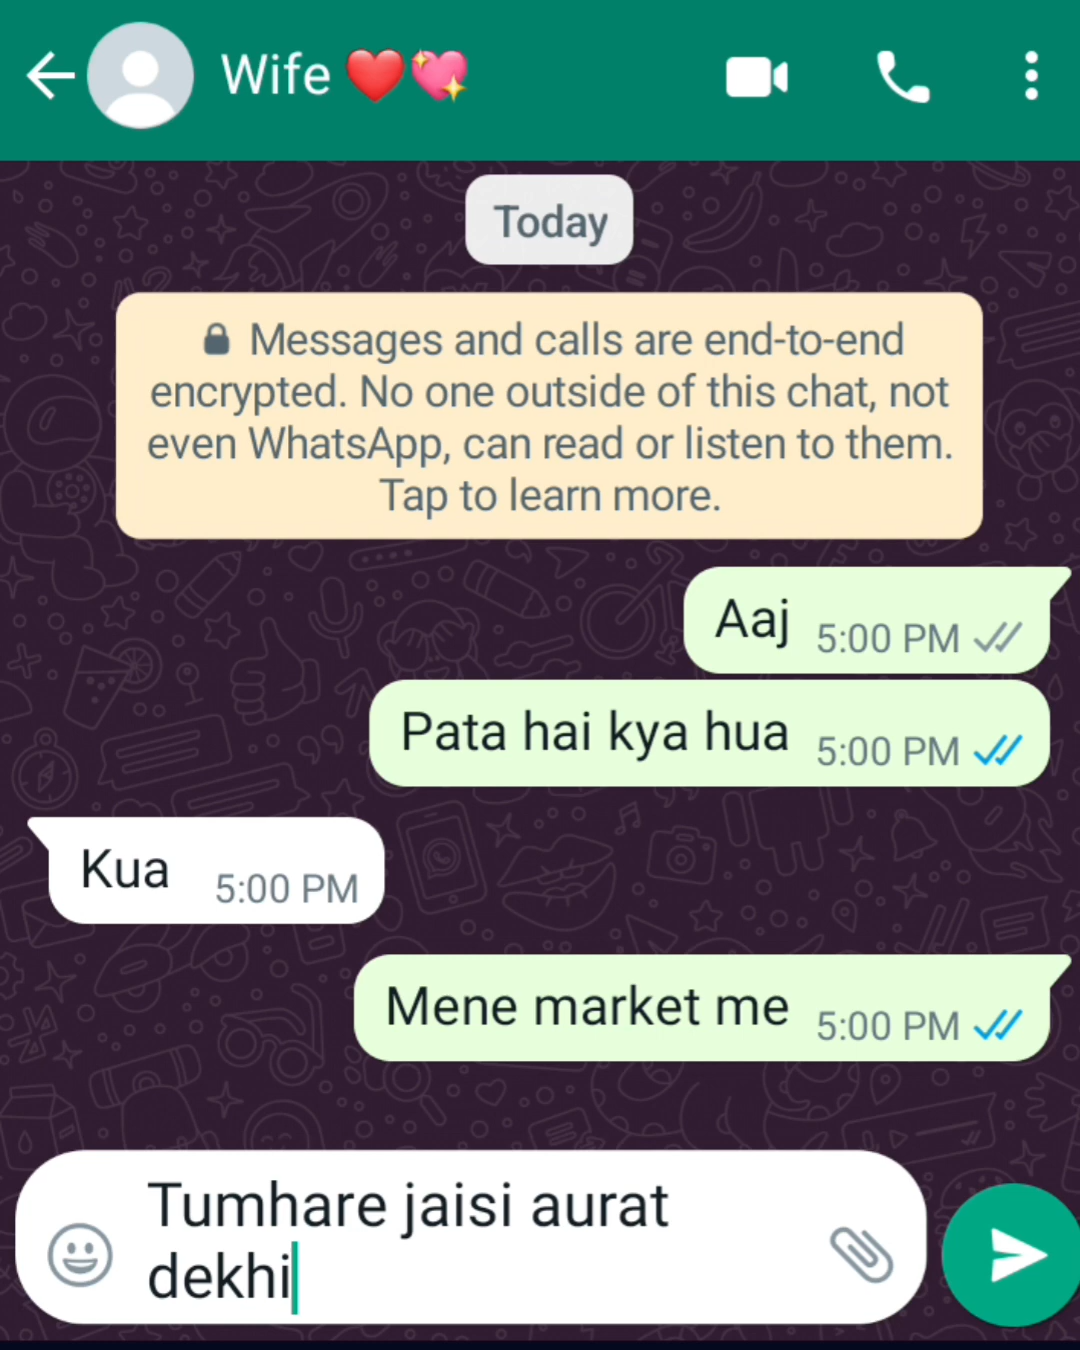 Wife ❤️💖
Today
🔒 Messages and calls are end-to-end
encrypted. No one outside of this chat, not
even WhatsApp, can read or listen to them.
Tap to learn more.
Aaj 5:00 PM
Pata hai kya hua 5:00 PM
Kua 5:00 PM
Mene market me 5:00 PM
Tumhare jaisi aurat
dekhi